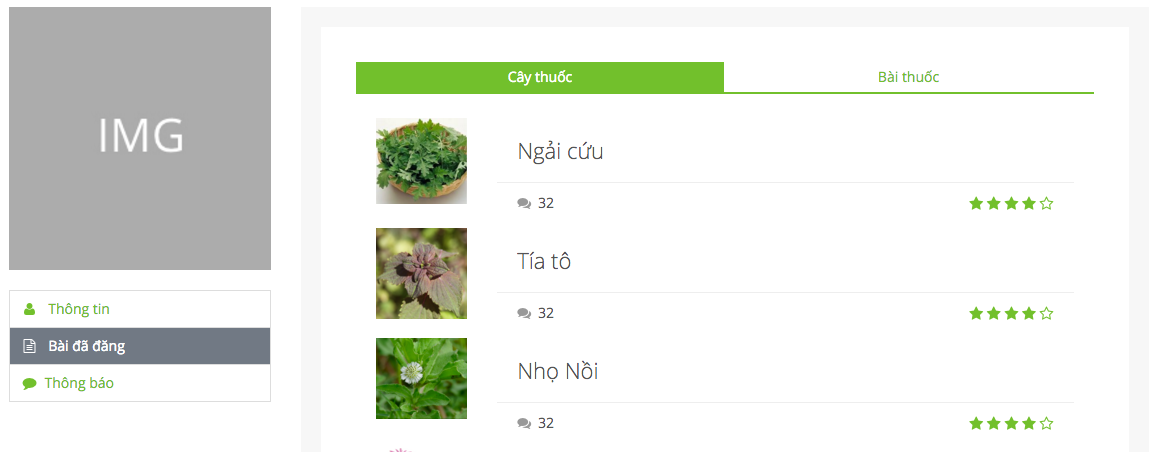 IMG
Thông tin
Bài đã đăng
Thông báo
Cây thuốc
Bài thuốc
Ngải cứu
32
Tía tô
32
Nhọ Nồi
32